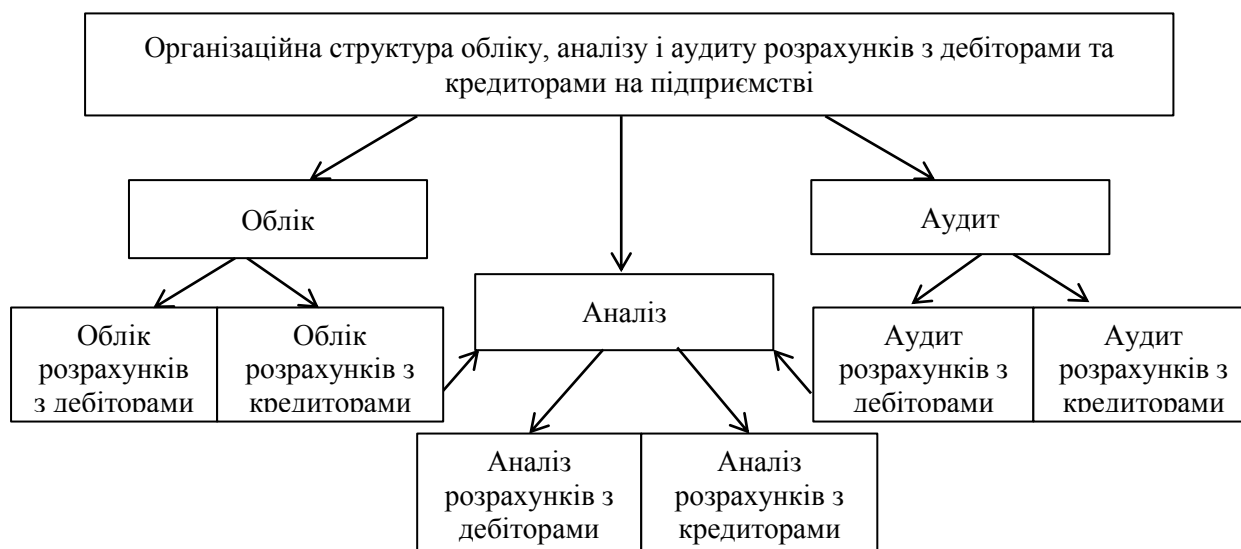 Організаційна структура обліку, аналізу і аудиту розрахунків з дебіторами та
кредиторами на підприємстві
Облік
Аудит
Аналіз
Облік
розрахунків
з дебіторами
Облік
розрахунків з
кредиторами
Аудит
розрахунків з
дебіторами
Аудит
розрахунків з
кредиторами
Аналіз
розрахунків з
дебіторами
Аналіз
розрахунків з
кредиторами